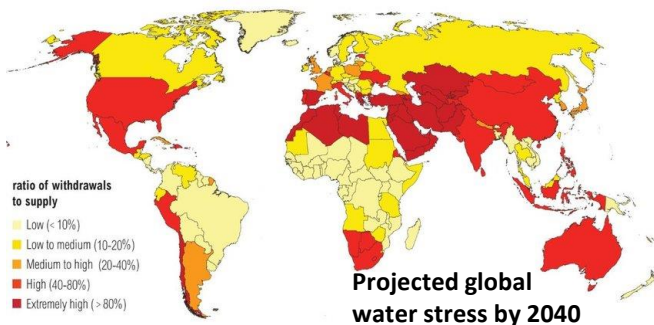 ratio of withdrawals
to supply
Low (< 10%)
Low to medium (10-20%)
Medium to high (20-40%)
High (40-80%)
Extremely high (> 80%)
Projected global
water stress by 2040